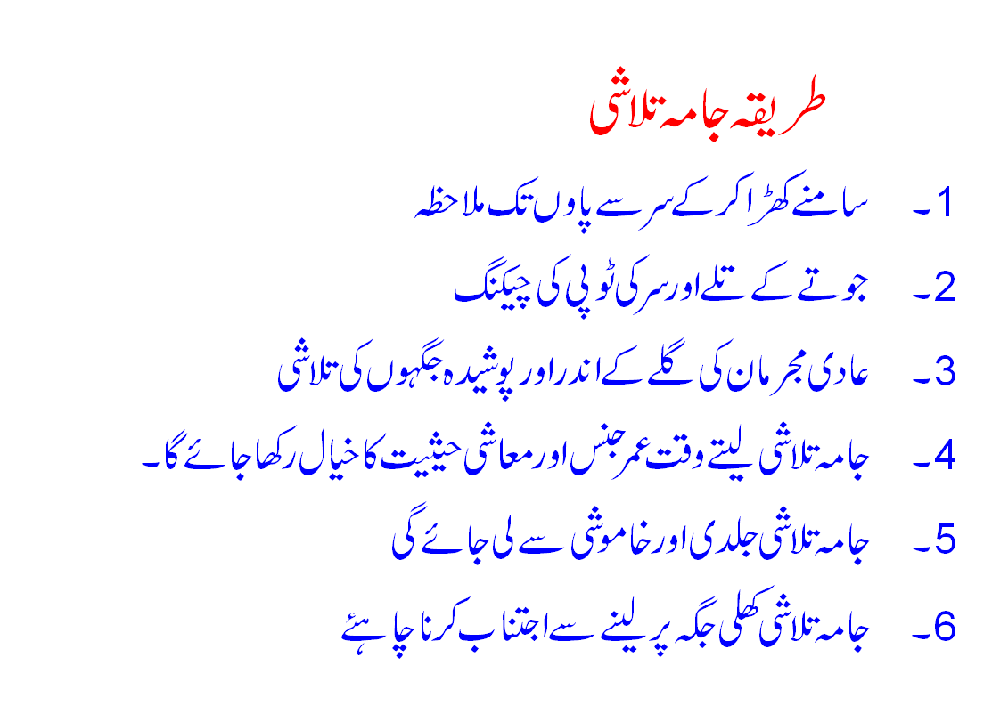 طریقہ جامہ تلاشی
1۔ سامنے کھڑا کر کے سر سے پاوں تک ملاحظہ
2۔ جوتے کے تلے اور سر کی ٹوپی کی چیکنگ
3۔ عادی مجرمان کی گلے کے اندر اور پوشیدہ جگہوں کی تلاشی
4۔ جامہ تلاشی لیتے وقت عمر جنس اور معاشی حیثیت کا خیال رکھا جائے گا۔
5۔ جامہ تلاشی جلدی اور خاموشی سے لی جائے گی
6۔ جامہ تلاشی کھلی جگہ پر لینے سے اجتناب کرنا چاہئے